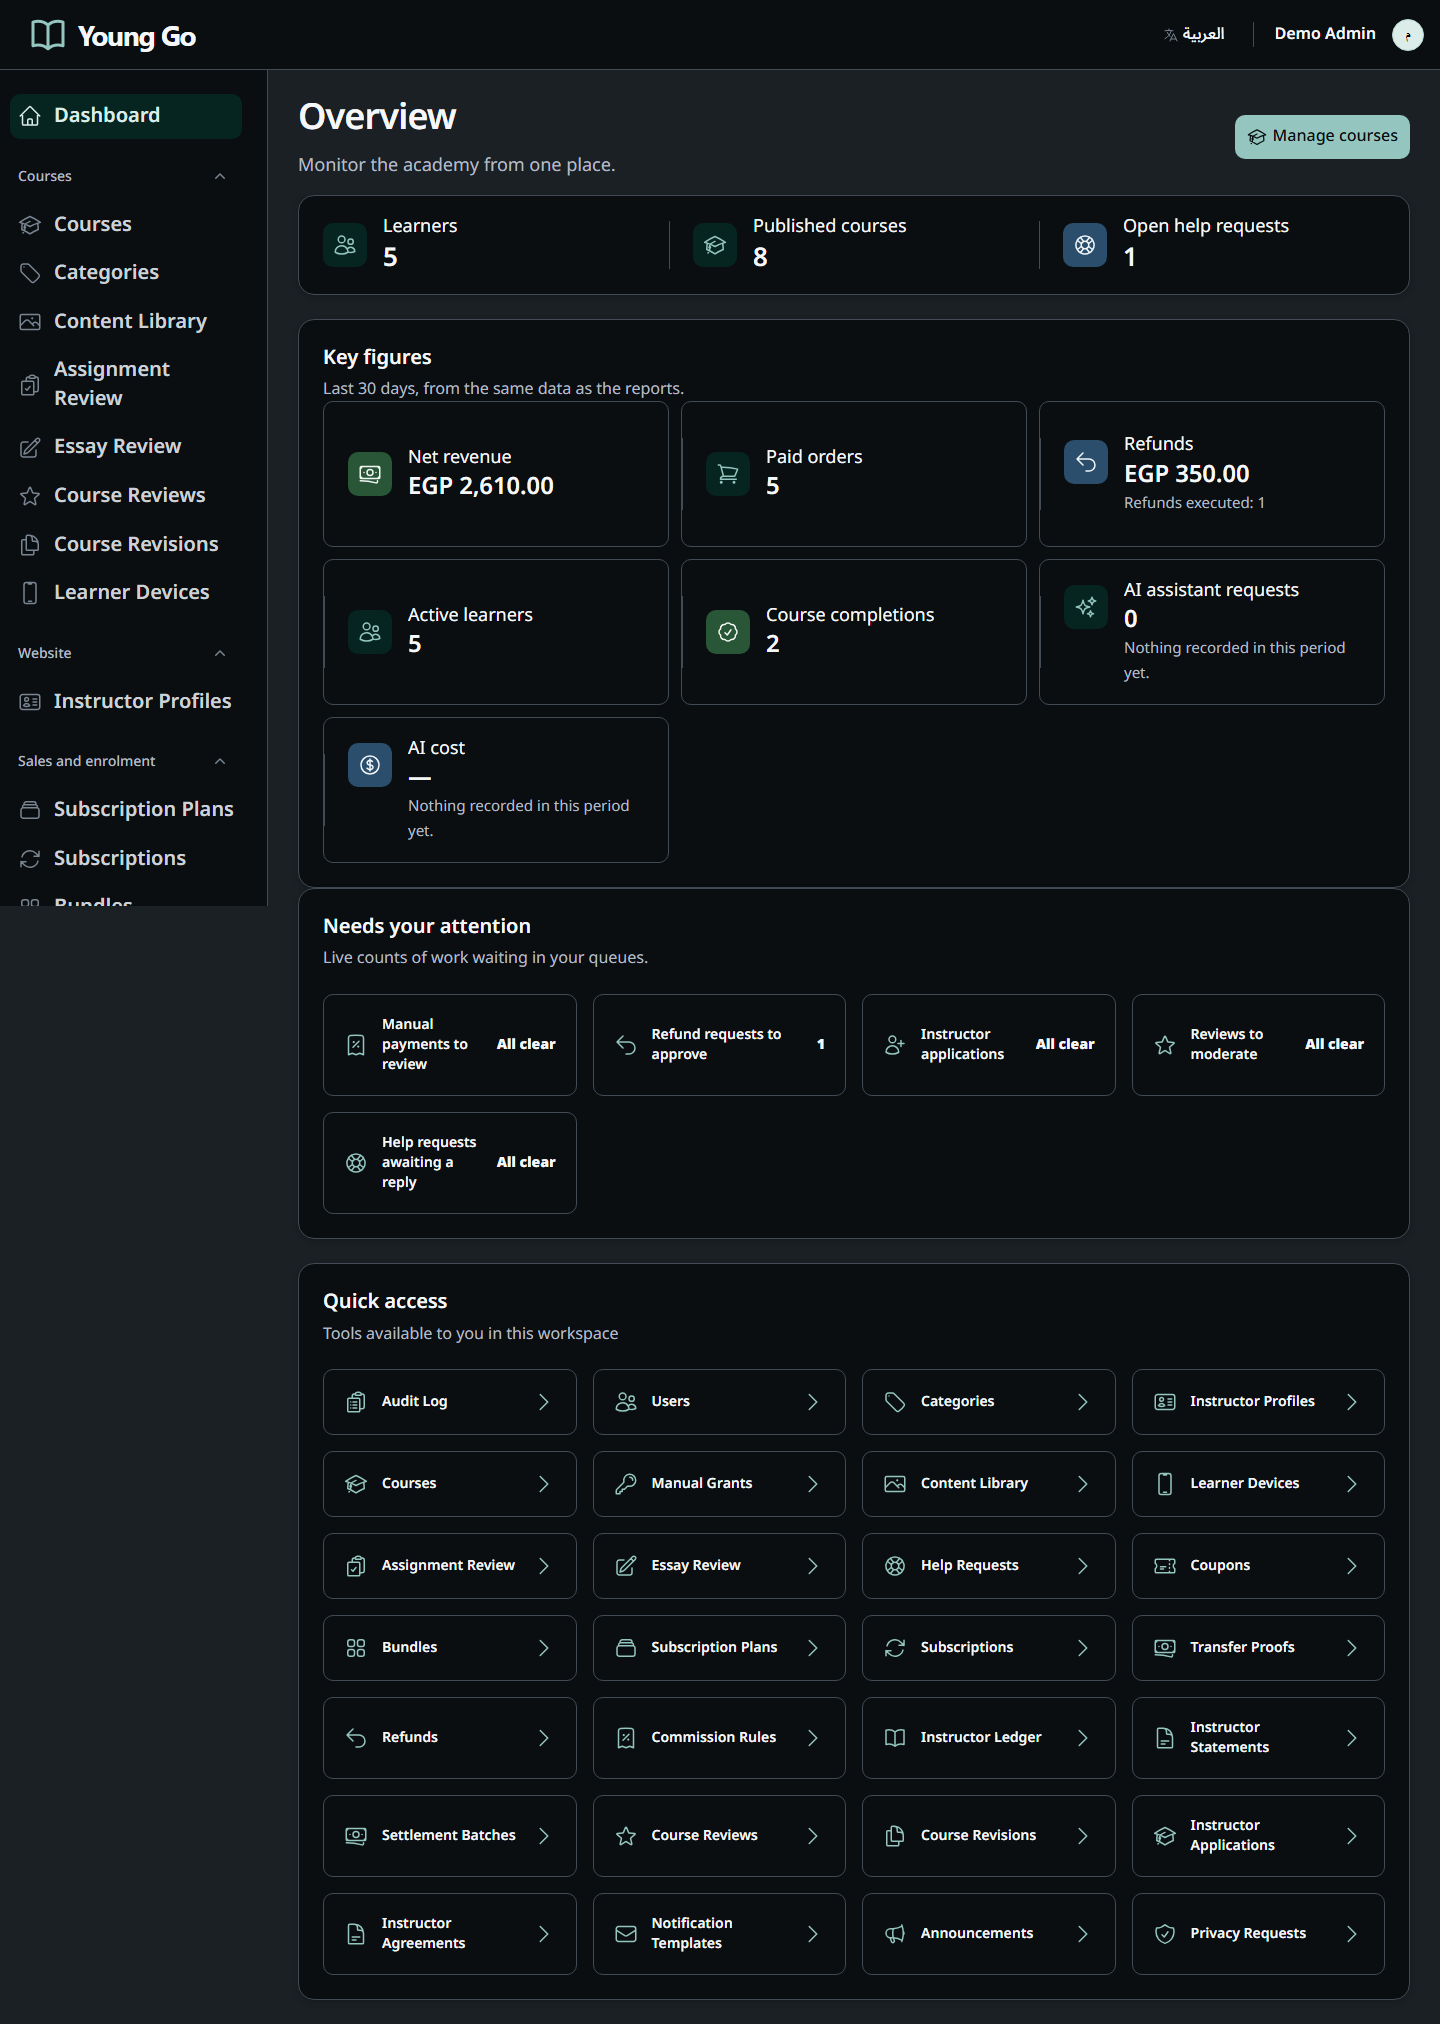 Young Go
العربية
Demo Admin
م
Dashboard
Courses
Courses
Categories
Content Library
Assignment
Review
Essay Review
Course Reviews
Course Revisions
Learner Devices
Website
Instructor Profiles
Sales and enrolment
Subscription Plans
Subscriptions
Bundles
Overview
Monitor the academy from one place.
Manage courses
Learners
5
Published courses
8
Open help requests
1
Key figures
Last 30 days, from the same data as the reports.
Net revenue
EGP 2,610.00
Paid orders
5
Refunds
EGP 350.00
Refunds executed: 1
Active learners
5
Course completions
2
AI assistant requests
0
Nothing recorded in this period
yet.
AI cost
—
Nothing recorded in this period
yet.
Needs your attention
Live counts of work waiting in your queues.
Manual
payments to
review
All clear
Refund requests to
approve
1
Instructor
applications
All clear
Reviews to
moderate
All clear
Help requests
awaiting a
reply
All clear
Quick access
Tools available to you in this workspace
Audit Log
Users
Categories
Instructor Profiles
Courses
Manual Grants
Content Library
Learner Devices
Assignment Review
Essay Review
Help Requests
Coupons
Bundles
Subscription Plans
Subscriptions
Transfer Proofs
Refunds
Commission Rules
Instructor Ledger
Instructor
Statements
Settlement Batches
Course Reviews
Course Revisions
Instructor
Applications
Instructor
Agreements
Notification
Templates
Announcements
Privacy Requests